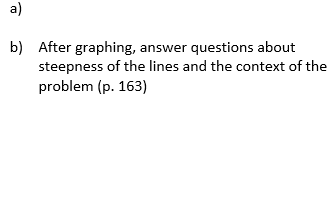 a)
b) After graphing, answer questions about
steepness of the lines and the context of the
problem (p. 163)